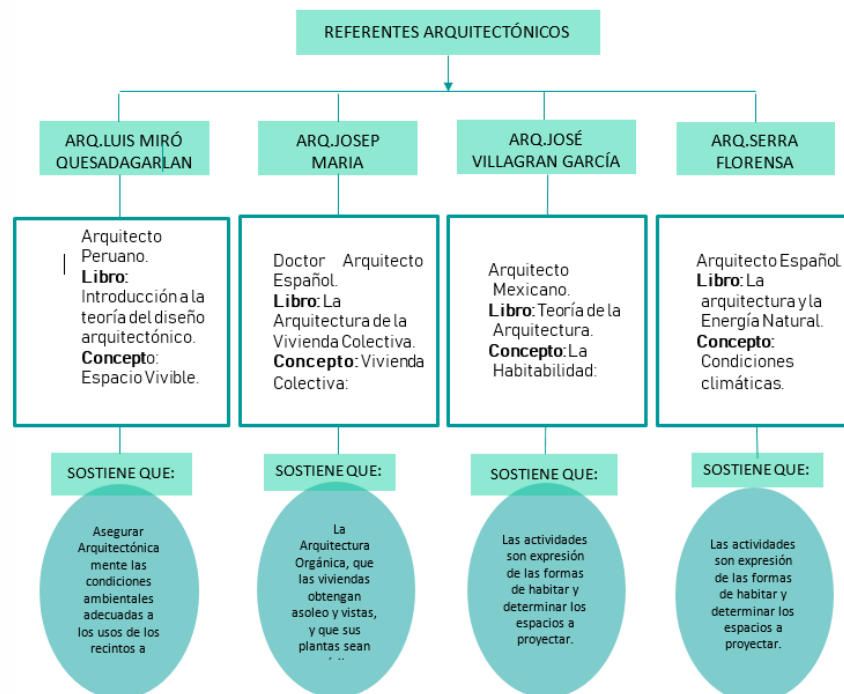 REFERENTES ARQUITECTÓNICOS
ARQ.LUIS MIRÓ
QUESADAGARLAN
ARQ.JOSEP
MARIA
ARQ.JOSÉ
VILLAGRAN GARCÍA
ARQ.SERRA
FLORENSA
Arquitecto
Peruano.
Libro:
Introducción a la
teoría del diseño
arquitectónico.
Concepto:
Espacio Vivible.
Doctor Arquitecto
Español.
Libro: La
Arquitectura de la
Vivienda Colectiva.
Concepto: Vivienda
Colectiva:
Arquitecto
Mexicano.
Libro: Teoría de la
Arquitectura.
Concepto: La
Habitabilidad:
Arquitecto Español
Libro: La
arquitectura y la
Energía Natural.
Concepto:
Condiciones
climáticas.
SOSTIENE QUE:
SOSTIENE QUE:
SOSTIENE QUE:
SOSTIENE QUE:
Asegurar
Arquitectónica
mente las
condiciones
ambientales
adecuadas a
los usos de los
recintos a
La
Arquitectura
Orgánica, que
las viviendas
obtengan
asoleo y vistas,
y que sus
plantas sean
Las actividades
son expresión
de las formas
de habitar y
determinar los
espacios a
proyectar.
Las actividades
son expresión
de las formas
de habitar y
determinar los
espacios a
proyectar.